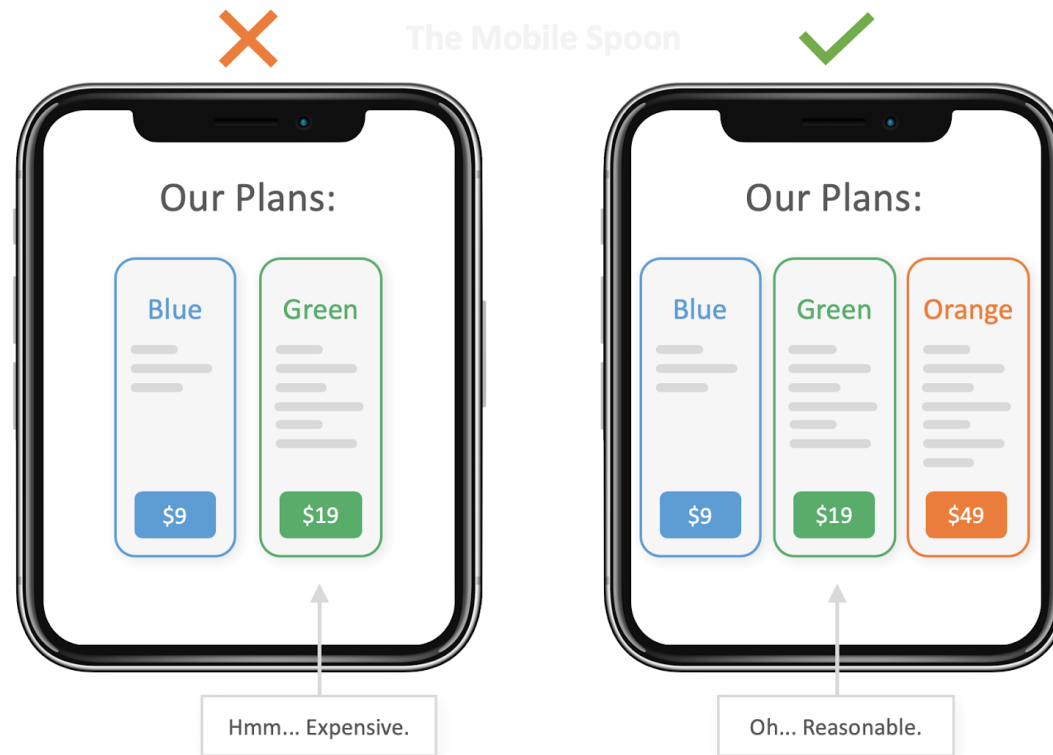 The Mobile Spoon
Our Plans:
Blue
Green
$9
$19
Hmm... Expensive.
Our Plans:
Blue
Green
Orange
$9
$19
$49
Oh... Reasonable.